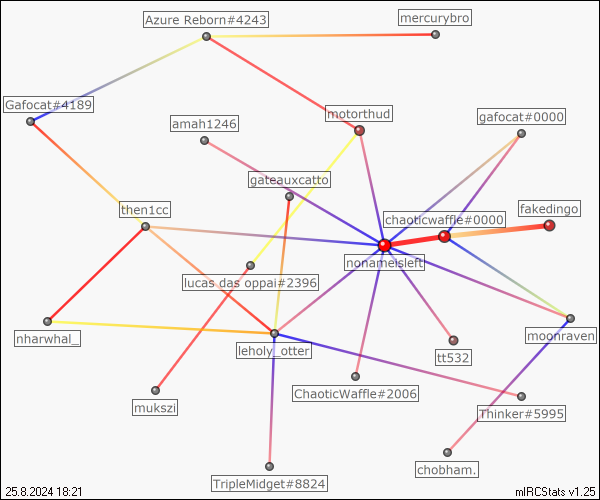 Azure Reborn#4243
mercurybro
Gafocat#4189
motorthud
amah1246
gafocat#0000
gateauxcatto
then1cc
fakedingo
chaoticwaffle#0000
nonameisleft
lucas das oppai#2396
nharwhal_
leholy_otter
moonraven
tt532
ChaoticWaffle#2006
mukszi
Thinker#5995
chobham.
TripleMidget#8824
25.8.2024 18:21
mIRCStats v1.25